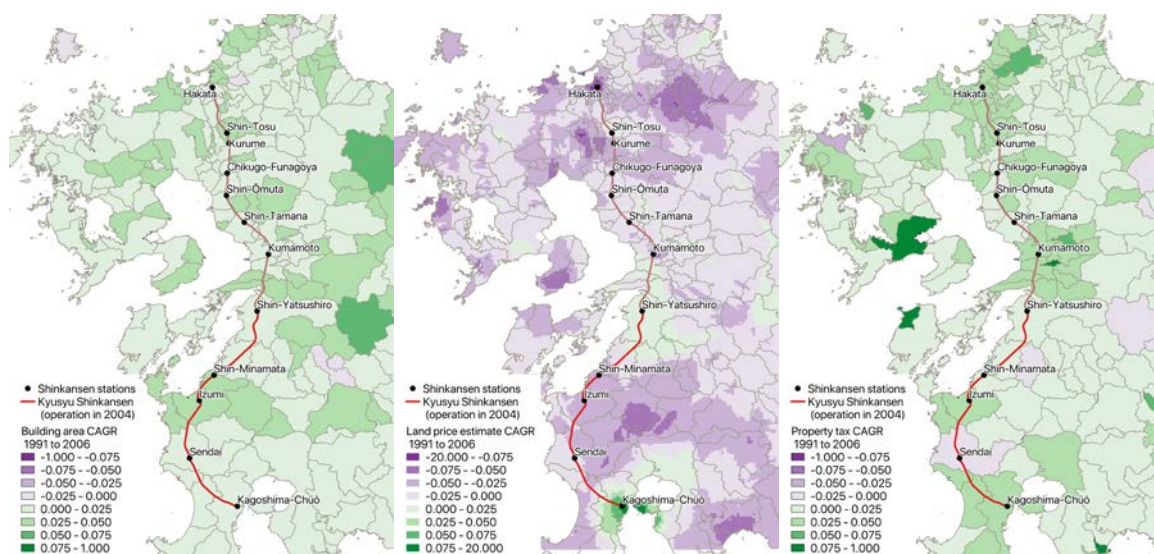 Hakata
Shin-Tosu
Kurume
Chikugo-Funagoya
Shin-Ōmuta
Shin-Tamana
Kumamoto
Shin-Yatsushiro
Shin-Minamata
Izumi
Sendai
Kagoshima-Chūō
Shinkansen stations
Kyusyu Shinkansen
(operation in 2004)
Building area CAGR
1991 to 2006
-1.000 - -0.075
-0.075 - -0.050
-0.050 - -0.025
-0.025 - 0.000
0.000 - 0.025
0.025 - 0.050
0.050 - 0.075
0.075 - 1.000
Hakata
Shin-Tosu
Kurume
Chikugo-Funagoya
Shin-Ōmuta
Shin-Tamana
Kumamoto
Shin-Yatsushiro
Shin-Minamata
Izumi
Sendai
Kagoshima-Chūō
Shinkansen stations
Kyusyu Shinkansen
(operation in 2004)
Land price estimate CAGR
1991 to 2006
-20.000 - -0.075
-0.075 - -0.050
-0.050 - -0.025
-0.025 - 0.000
0.000 - 0.025
0.025 - 0.050
0.050 - 0.075
0.075 - 20.000
Hakata
Shin-Tosu
Kurume
Chikugo-Funagoya
Shin-Ōmuta
Shin-Tamana
Kumamoto
Shin-Yatsushiro
Shin-Minamata
Izumi
Sendai
Kagoshima-Chūō
Shinkansen stations
Kyusyu Shinkansen
(operation in 2004)
Property tax CAGR
1991 to 2006
-1.000 - -0.075
-0.075 - -0.050
-0.050 - -0.025
-0.025 - 0.000
0.000 - 0.025
0.025 - 0.050
0.050 - 0.075
0.075 - 1.000